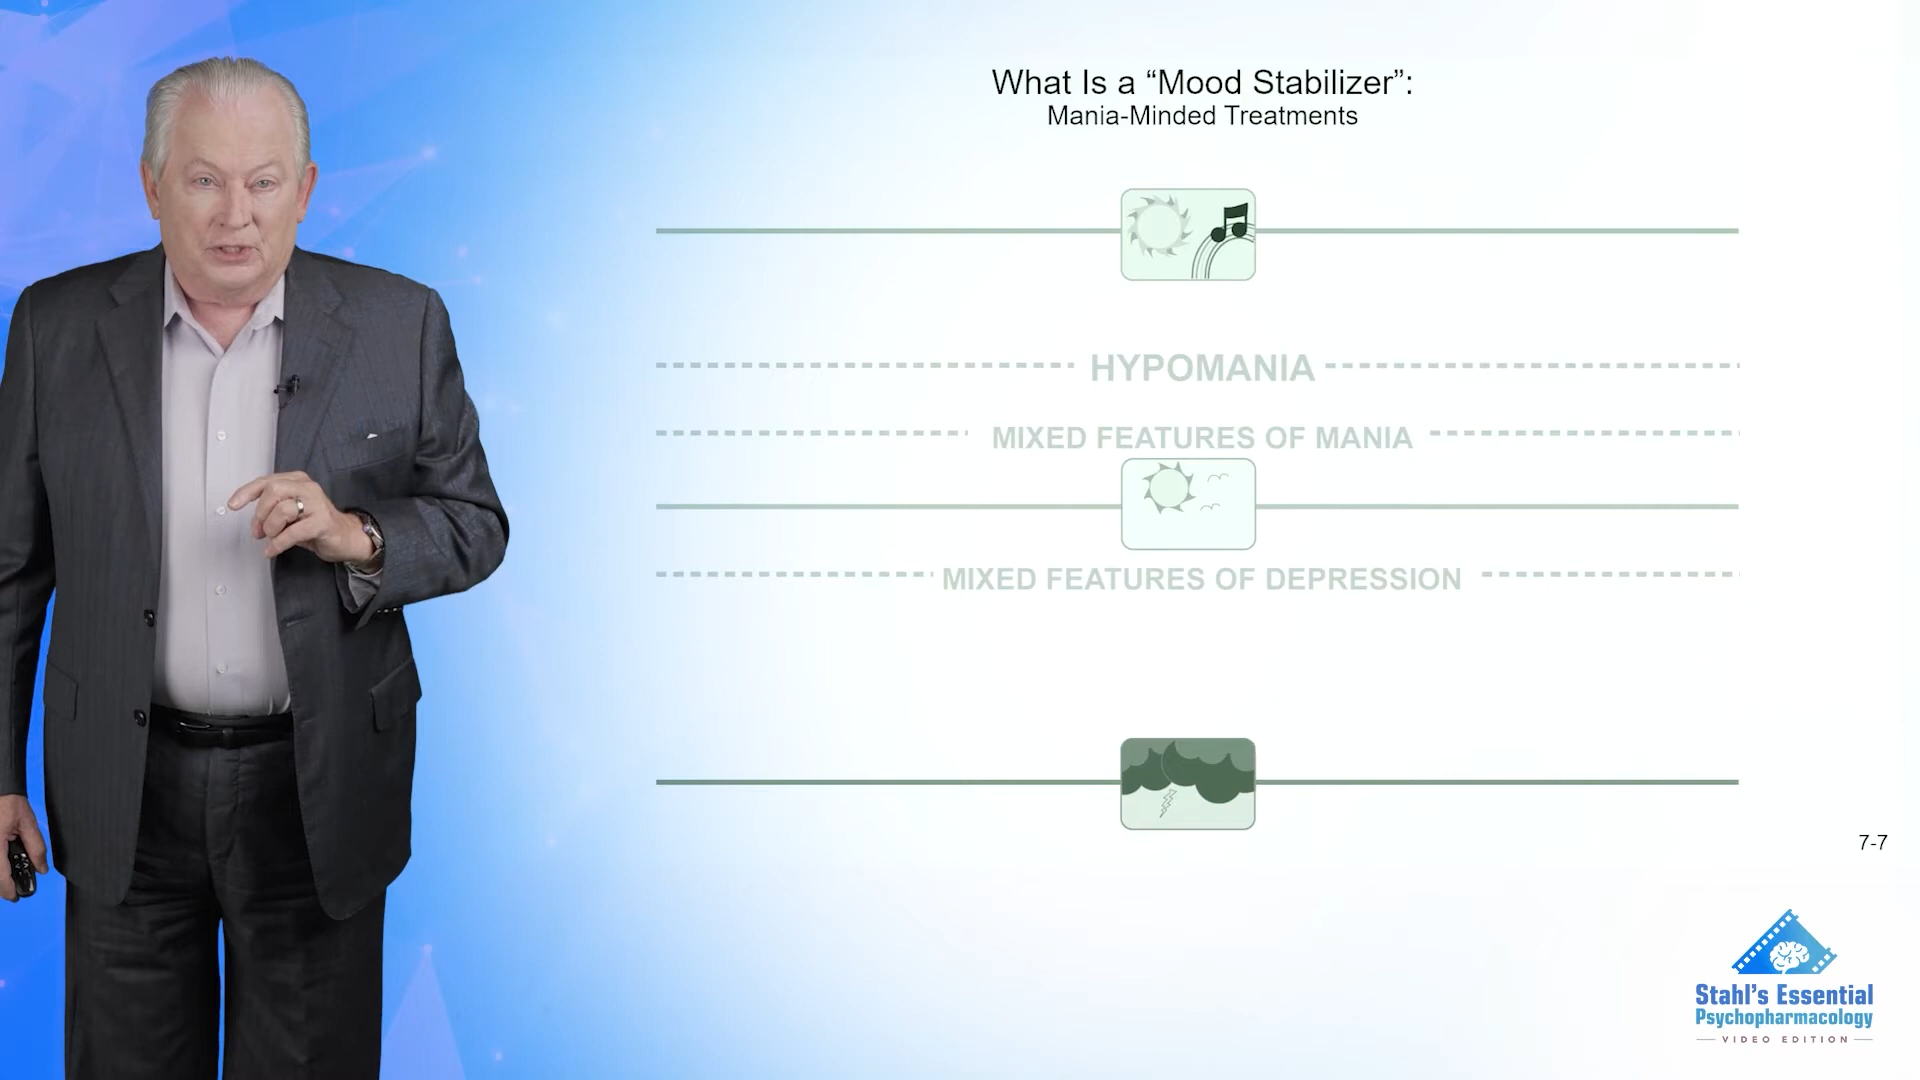 What Is a “Mood Stabilizer”:
Mania-Minded Treatments
HYPOMANIA
MIXED FEATURES OF MANIA
MIXED FEATURES OF DEPRESSION
7-7
Stahl's Essential
Psychopharmacology
VIDEO EDITION